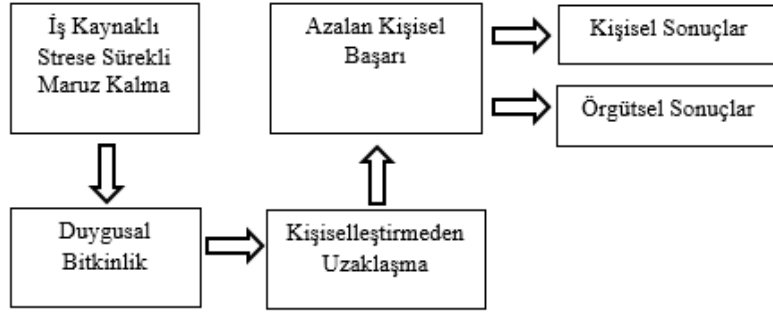 İş Kaynaklı
Strese Sürekli
Maruz Kalma
Duygusal
Bitkinlik
Kişiselleştirmeden
Uzaklaşma
Azalan Kişisel
Başarı
Kişisel Sonuçlar
Örgütsel Sonuçlar